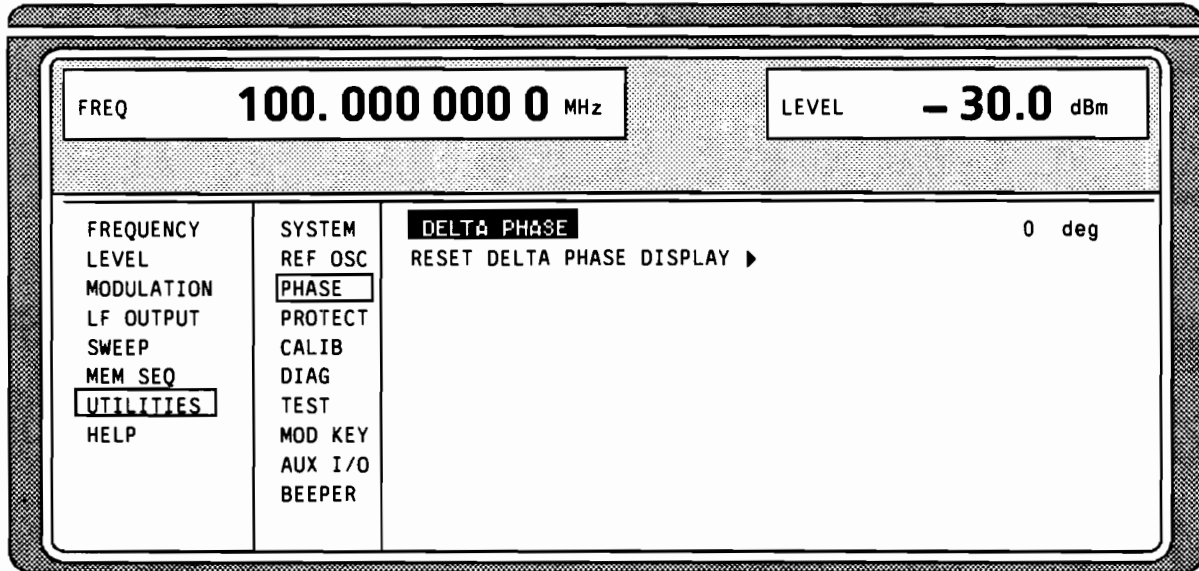 FREQ 100. 000 000 0 MHz
LEVEL – 30.0 dBm
FREQUENCY
LEVEL
MODULATION
LF OUTPUT
SWEEP
MEM SEQ
UTILITIES
HELP
SYSTEM
REF OSC
PHASE
PROTECT
CALIB
DIAG
TEST
MOD KEY
AUX I/O
BEEPER
DELTA PHASE 0 deg
RESET DELTA PHASE DISPLAY ▶